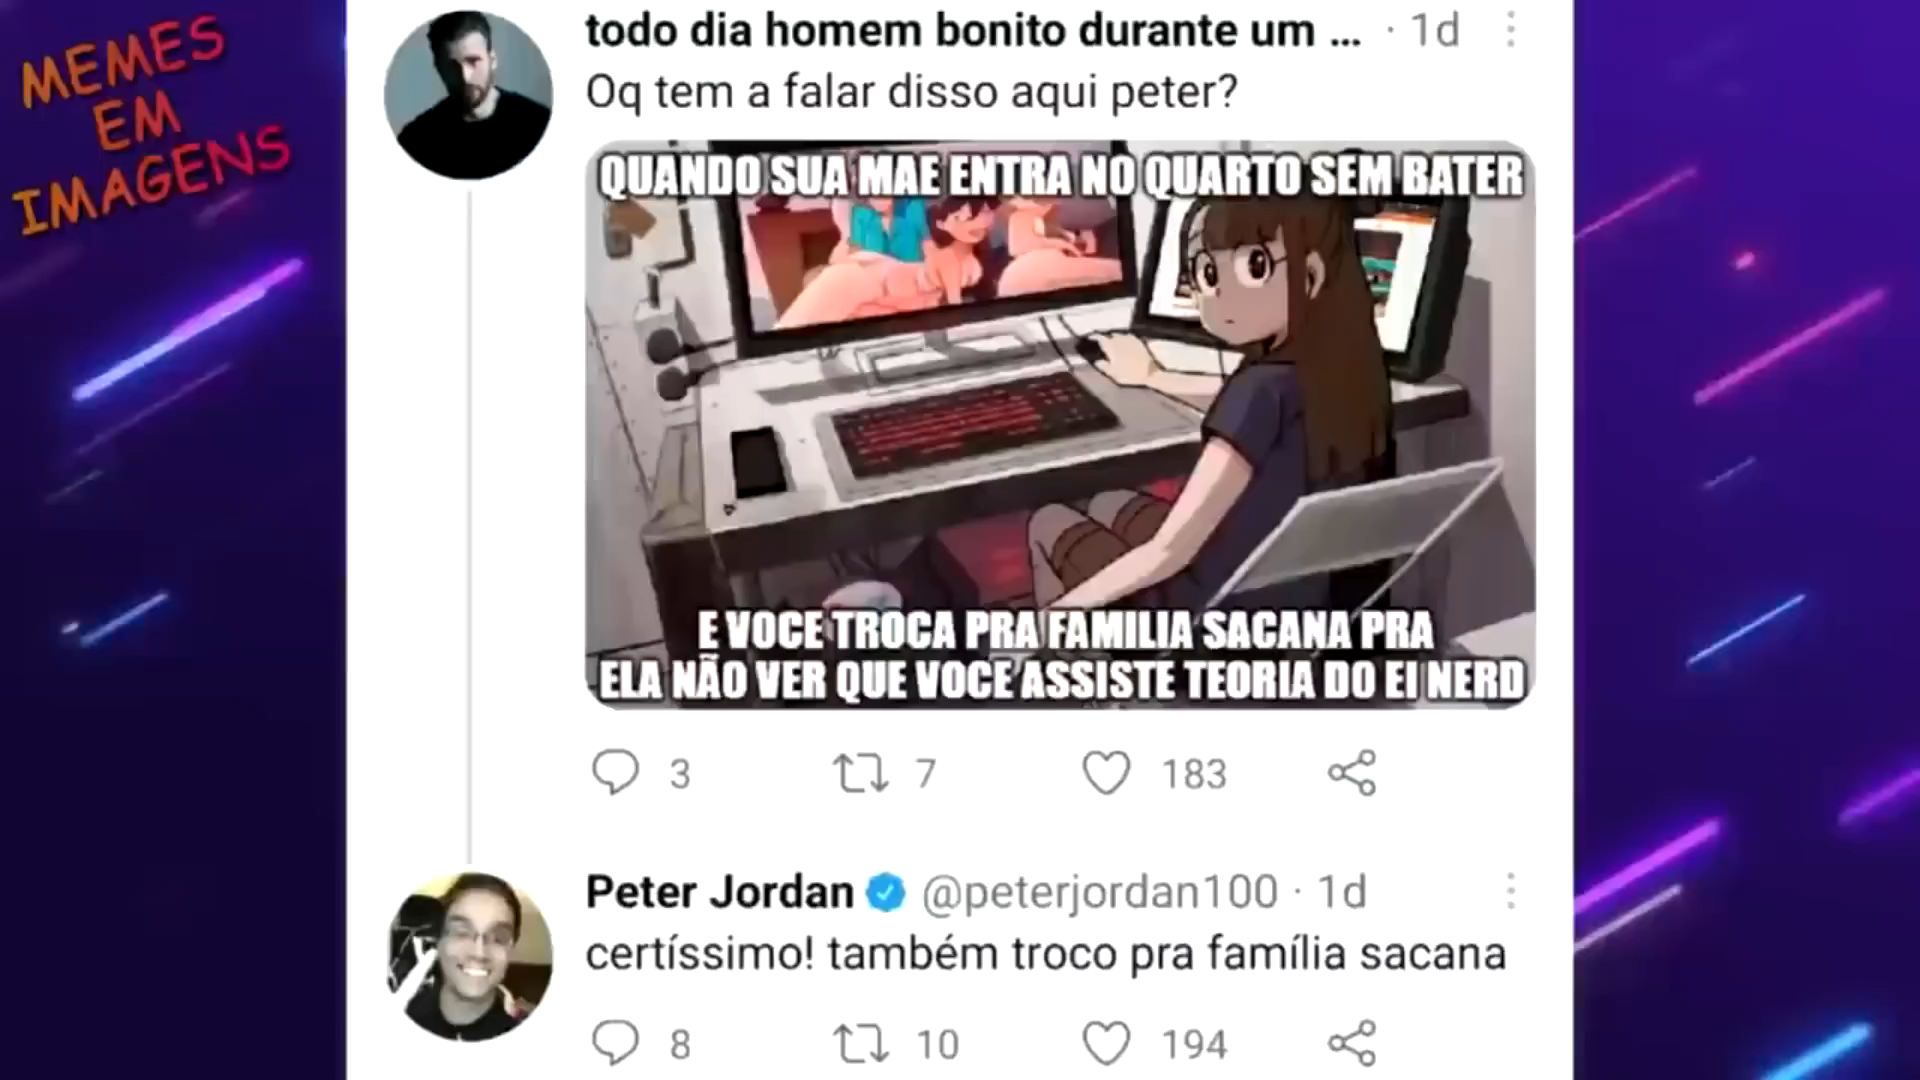 MEMES
EM
IMAGENS
todo dia homem bonito durante um ... · 1d
Oq tem a falar disso aqui peter?
QUANDO SUA MAE ENTRA NO QUARTO SEM BATER
E VOCE TROCA PRA FAMILIA SACANA PRA
ELA NÃO VER QUE VOCE ASSISTE TEORIA DO EI NERD
3 7 183
Peter Jordan @peterjordan100 · 1d
certíssimo! também troco pra família sacana
8 10 194